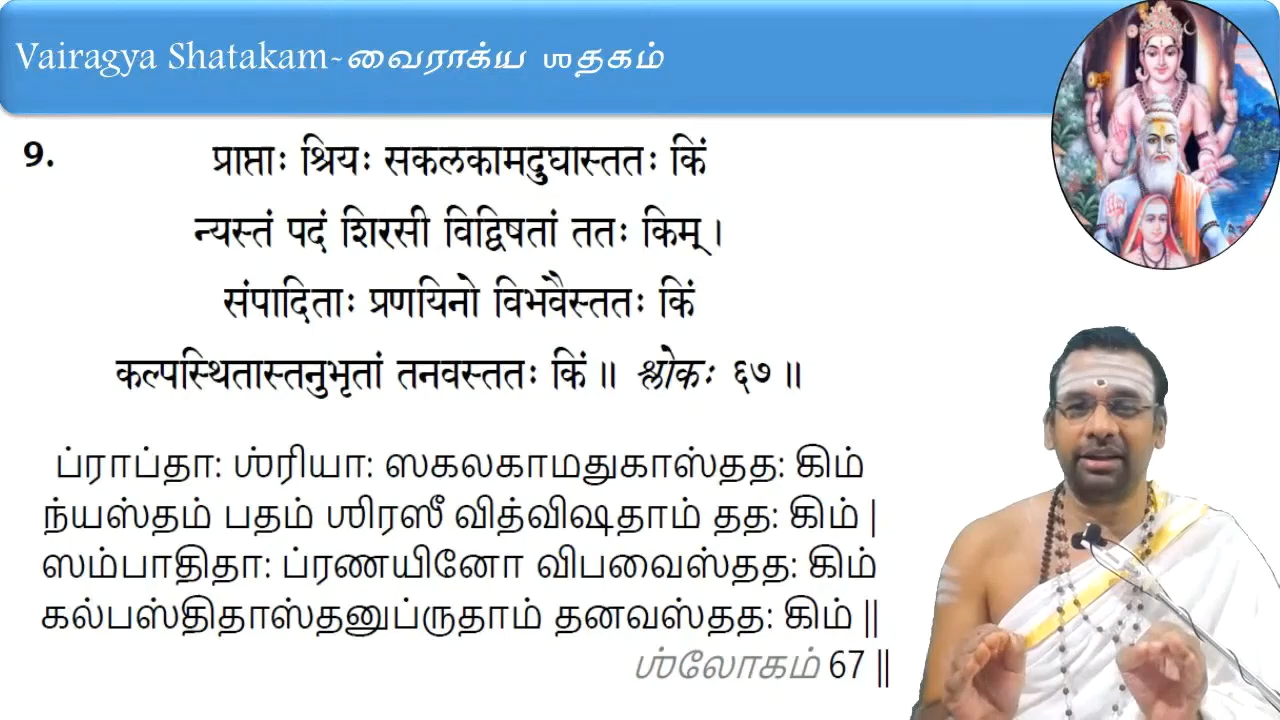 Vairagya Shatakam-வைராக்ய ஶதகம்
9.
प्राप्ताः श्रियः सकलकामदुघास्ततः किं
न्यस्तं पदं शिरसी विद्विषतां ततः किम् ।
संपादिताः प्रणयिनो विभवैस्ततः किं
कल्पस्थितास्तनुभृतां तनवस्ततः किं ॥ श्लोकः ६७ ॥
ப்ராப்தா: ஶ்ரியா: ஸகலகாமதுகாஸ்தத: கிம்
ந்யஸ்தம் பதம் ஶிரஸீ வித்விஷதாம் தத: கிம் |
ஸம்பாதிதா: ப்ரணயினோ விபவைஸ்தத: கிம்
கல்பஸ்திதாஸ்தனுப்ருதாம் தனவஸ்தத: கிம் ||
ஶ்லோகம் 67 ||